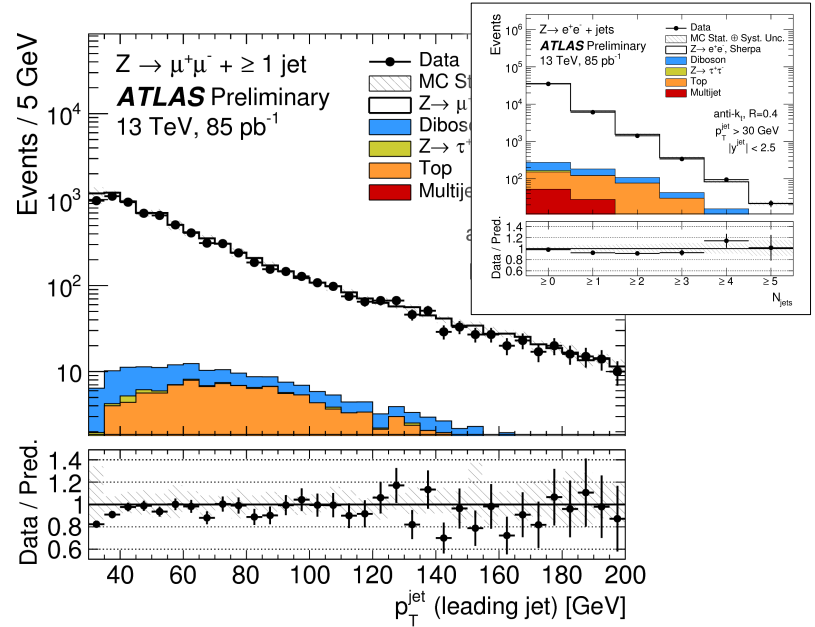 Z → μ⁺μ⁻ + ≥ 1 jet
ATLAS Preliminary
13 TeV, 85 pb⁻¹
Data
MC St
Z→ μ⁻
Diboso
Z→ τ⁺
Top
Multije
Events / 5 GeV
10⁴
10³
10²
10
Data / Pred.
1.4
1.2
1
0.8
0.6
40 60 80 100 120 140 160 180 200
p_T^jet (leading jet) [GeV]
Z→ e⁺e⁻ + jets
ATLAS Preliminary
13 TeV, 85 pb⁻¹
Data
MC Stat. ⊕ Syst. Unc.
Z→ e⁺e⁻, Sherpa
Diboson
Z→ τ⁺τ⁻
Top
Multijet
anti-k_t, R=0.4
p_T^jet > 30 GeV
|y^jet| < 2.5
Events
10⁶
10⁵
10⁴
10³
10²
Data / Pred.
1.4
1.2
1
0.8
0.6
≥ 0 ≥ 1 ≥ 2 ≥ 3 ≥ 4 ≥ 5
N_jets